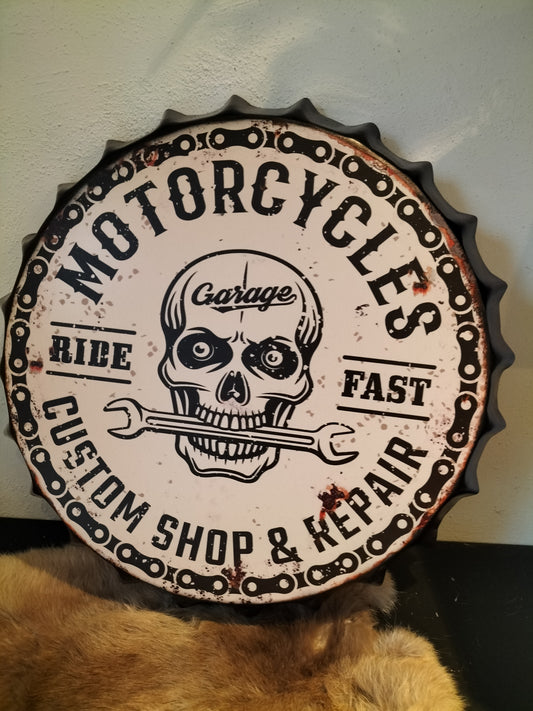 MOTORCYCLES
Garage
RIDE
FAST
CUSTOM SHOP & REPAIR